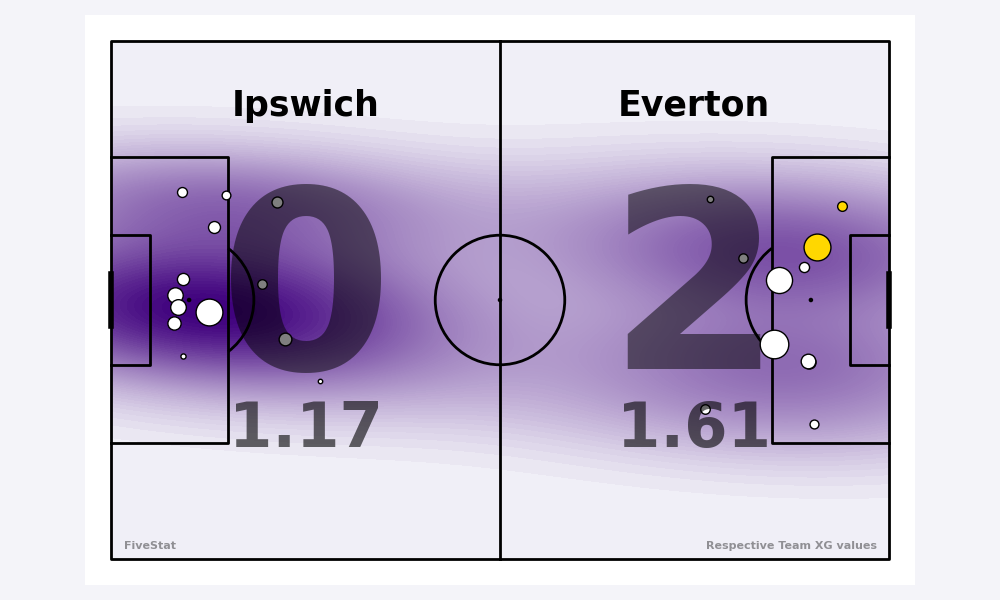 Ipswich
Everton
0
2
1.17
1.61
FiveStat
Respective Team XG values